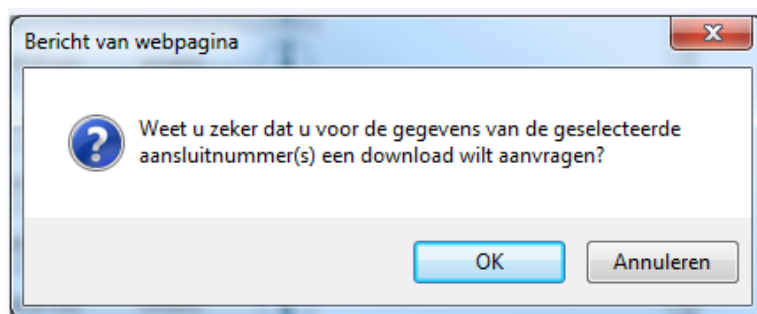 Bericht van webpagina
Weet u zeker dat u voor de gegevens van de geselecteerde
aansluitnummer(s) een download wilt aanvragen?
OK
Annuleren